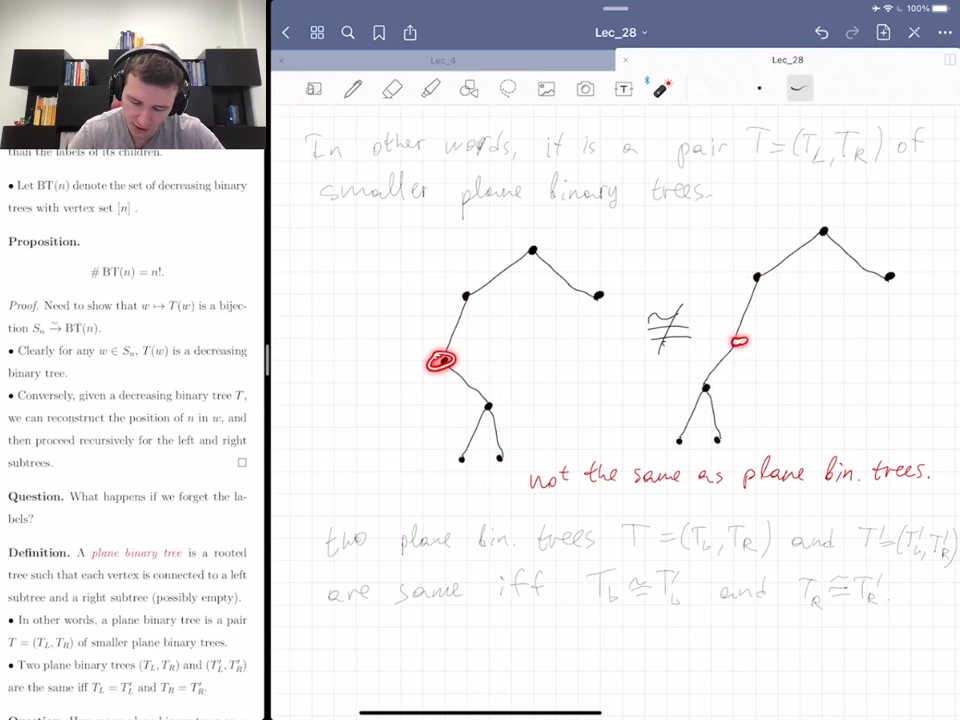 100%
Lec_28
Lec_4
Lec_28
than the labels of its children.
• Let BT(n) denote the set of decreasing binary
trees with vertex set [n] .
Proposition.
# BT(n) = n!.
Proof. Need to show that w ↦ T(w) is a bijec-
tion Sₙ →~ BT(n).
• Clearly for any w ∈ Sₙ, T(w) is a decreasing
binary tree.
• Conversely, given a decreasing binary tree T,
we can reconstruct the position of n in w, and
then proceed recursively for the left and right
subtrees. □
Question. What happens if we forget the la-
bels?
Definition. A plane binary tree is a rooted
tree such that each vertex is connected to a left
subtree and a right subtree (possibly empty).
• In other words, a plane binary tree is a pair
T = (T_L, T_R) of smaller plane binary trees.
• Two plane binary trees (T_L, T_R) and (T′_L, T′_R)
are the same iff T_L = T′_L and T_R = T′_R.
In other words, it is a pair T=(T_L, T_R) of
smaller plane binary trees.
≇
not the same as plane bin. trees.
two plane bin. trees T=(T_b, T_R) and T'=(T'_b, T'_R)
are same iff T_b ≅ T'_b and T_R ≅ T'_R.